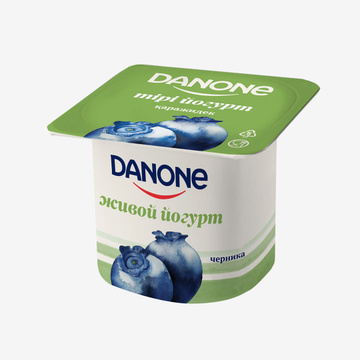 DANONE
тірі йогурт
қаражидек
DANONE
живой йогурт
черника